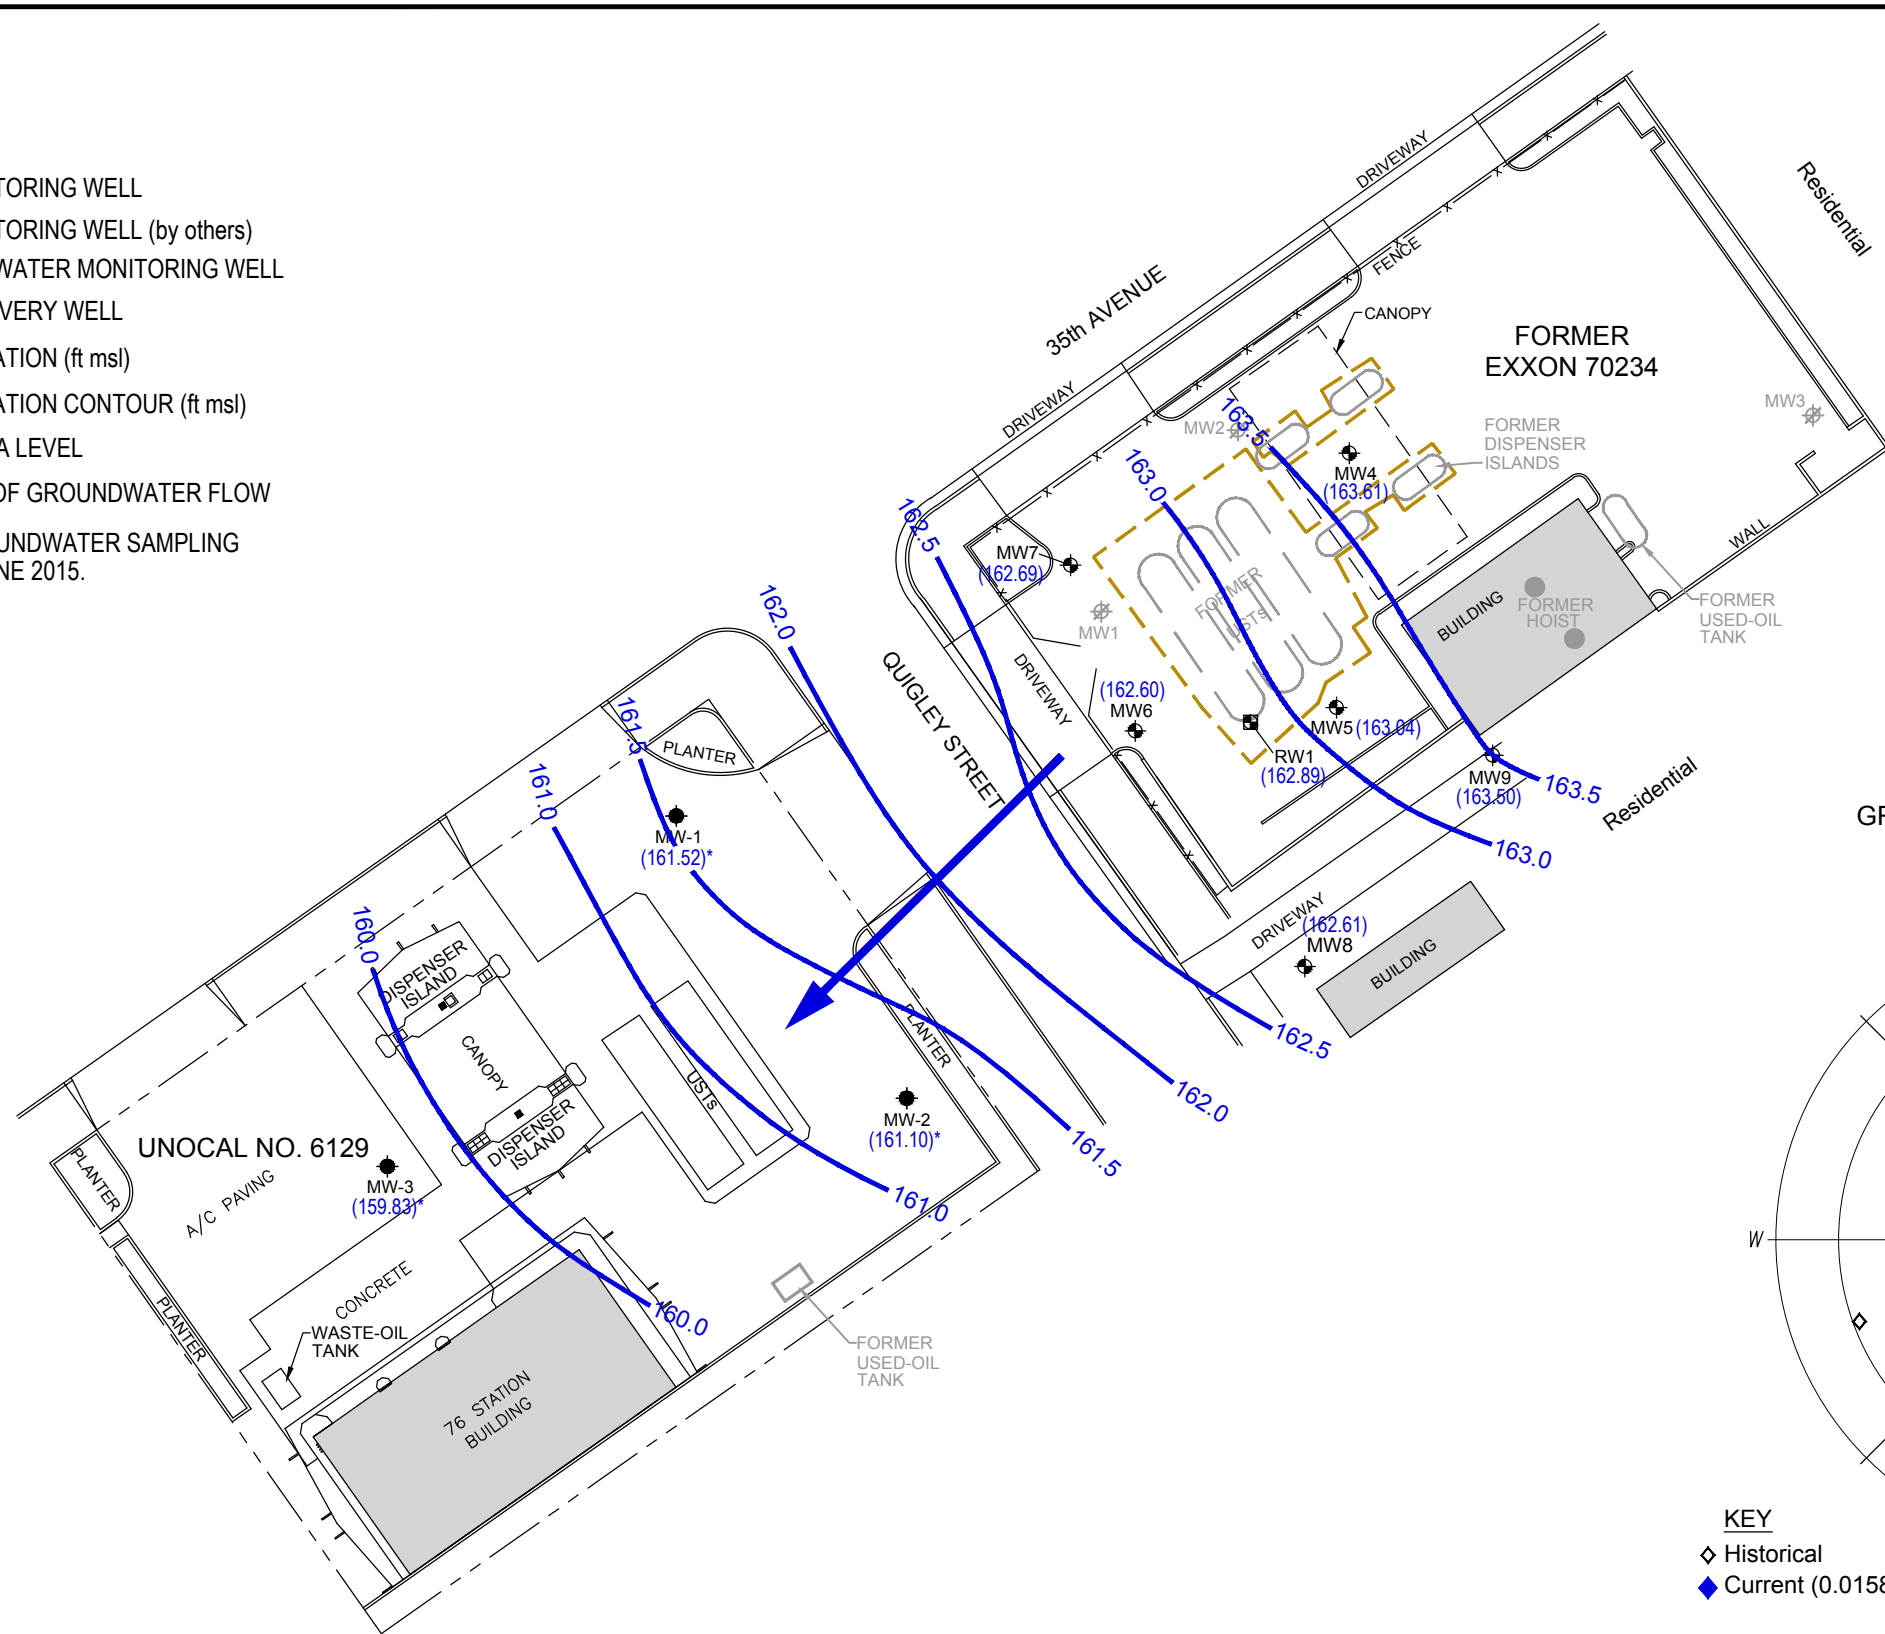 TORING WELL
TORING WELL (by others)
WATER MONITORING WELL
VERY WELL
ATION (ft msl)
ATION CONTOUR (ft msl)
A LEVEL
OF GROUNDWATER FLOW
UNDWATER SAMPLING
NE 2015.
DRIVEWAY
Residential
35th AVENUE
FENCE
CANOPY
FORMER
EXXON 70234
DRIVEWAY
MW2
163.5
MW3
FORMER
DISPENSER
ISLANDS
MW4
(163.61)
163.0
162.5
MW7
(162.69)
WALL
MW1
FORMER
USTs
BUILDING
FORMER
HOIST
FORMER
USED-OIL
TANK
162.0
QUIGLEY STREET
DRIVEWAY
(162.60)
MW6
MW5 (163.04)
RW1
(162.89)
MW9
(163.50)
163.5
Residential
GR
163.0
161.5
PLANTER
161.0
MW-1
(161.52)*
160.0
DISPENSER
ISLAND
DRIVEWAY
(162.61)
MW8
BUILDING
162.5
CANOPY
USTs
PLANTER
162.0
MW-2
(161.10)*
161.5
DISPENSER
ISLAND
UNOCAL NO. 6129
PLANTER
A/C PAVING
MW-3
(159.83)*
161.0
W
CONCRETE
PLANTER
WASTE-OIL
TANK
160.0
FORMER
USED-OIL
TANK
76 STATION
BUILDING
KEY
Historical
Current (0.0158